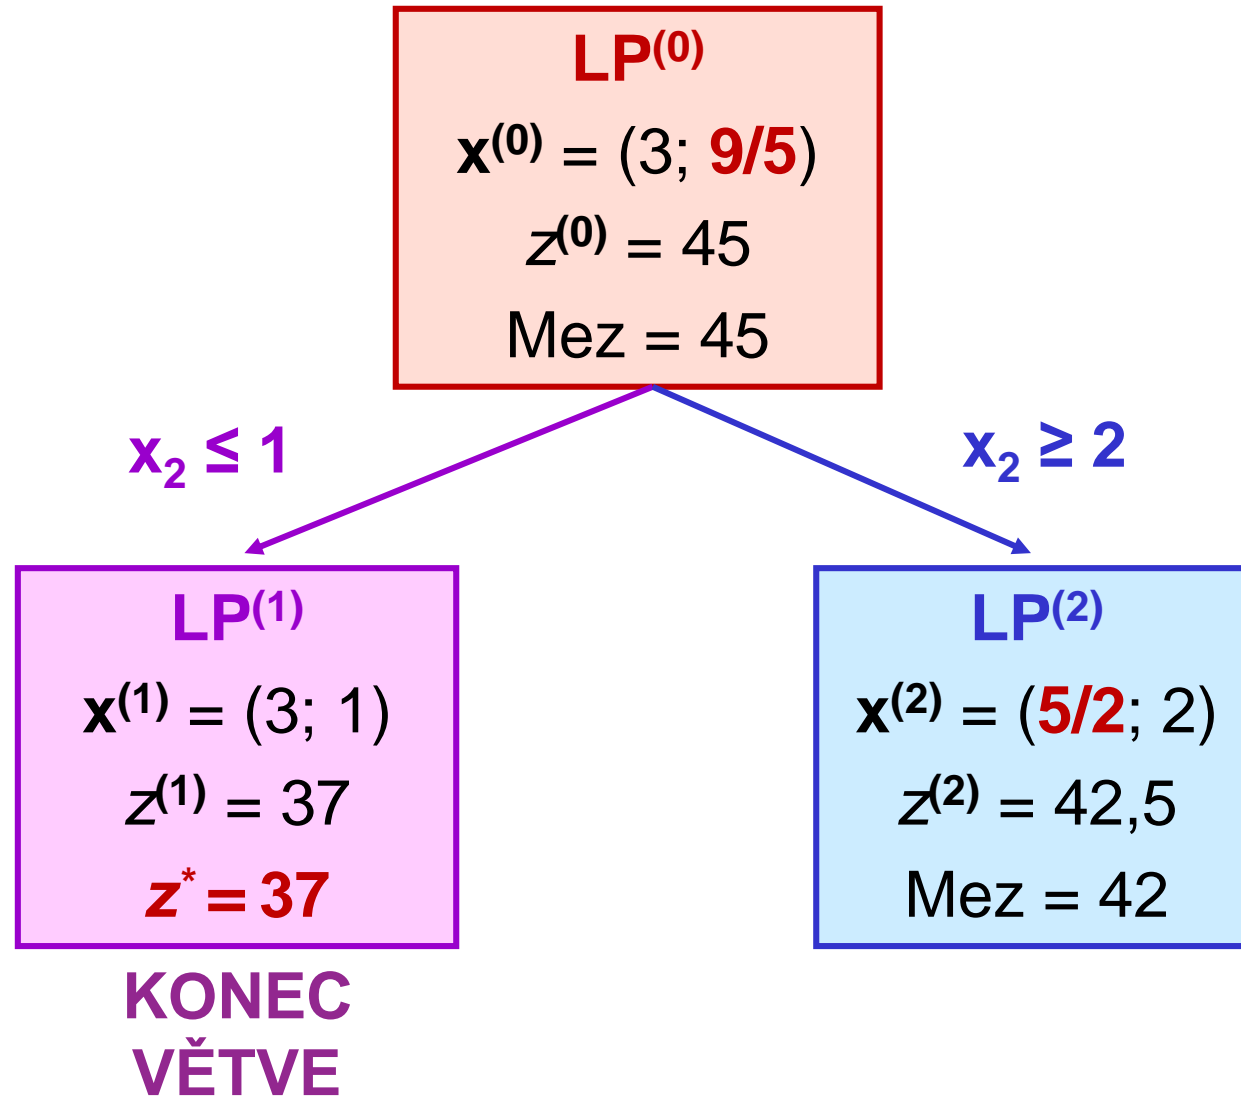 LP⁽⁰⁾
x⁽⁰⁾ = (3; 9/5)
z⁽⁰⁾ = 45
Mez = 45
x₂ ≤ 1
x₂ ≥ 2
LP⁽¹⁾
x⁽¹⁾ = (3; 1)
z⁽¹⁾ = 37
z* = 37
KONEC
VĚTVE
LP⁽²⁾
x⁽²⁾ = (5/2; 2)
z⁽²⁾ = 42,5
Mez = 42